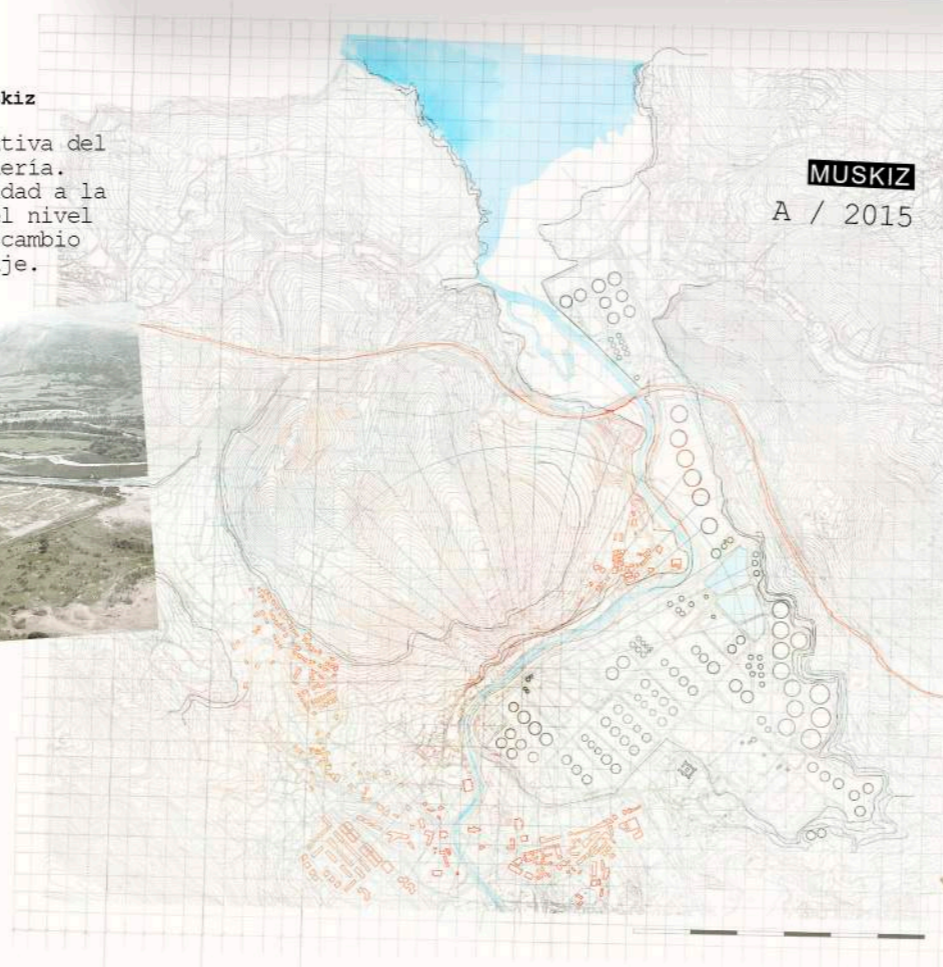 kiz
tiva del
ería.
dad a la
l nivel
cambio
je.
MUSKIZ
A / 2015